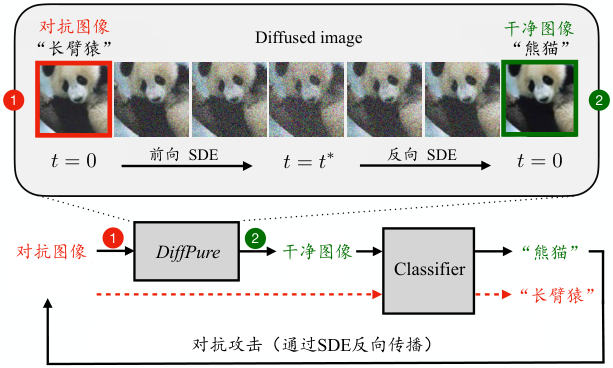 对抗图像
“长臂猿”
Diffused image
干净图像
“熊猫”
1
2
t = 0
前向 SDE
t = t*
反向 SDE
t = 0
对抗图像
1
DiffPure
2
干净图像
Classifier
“熊猫”
“长臂猿”
对抗攻击（通过SDE反向传播）